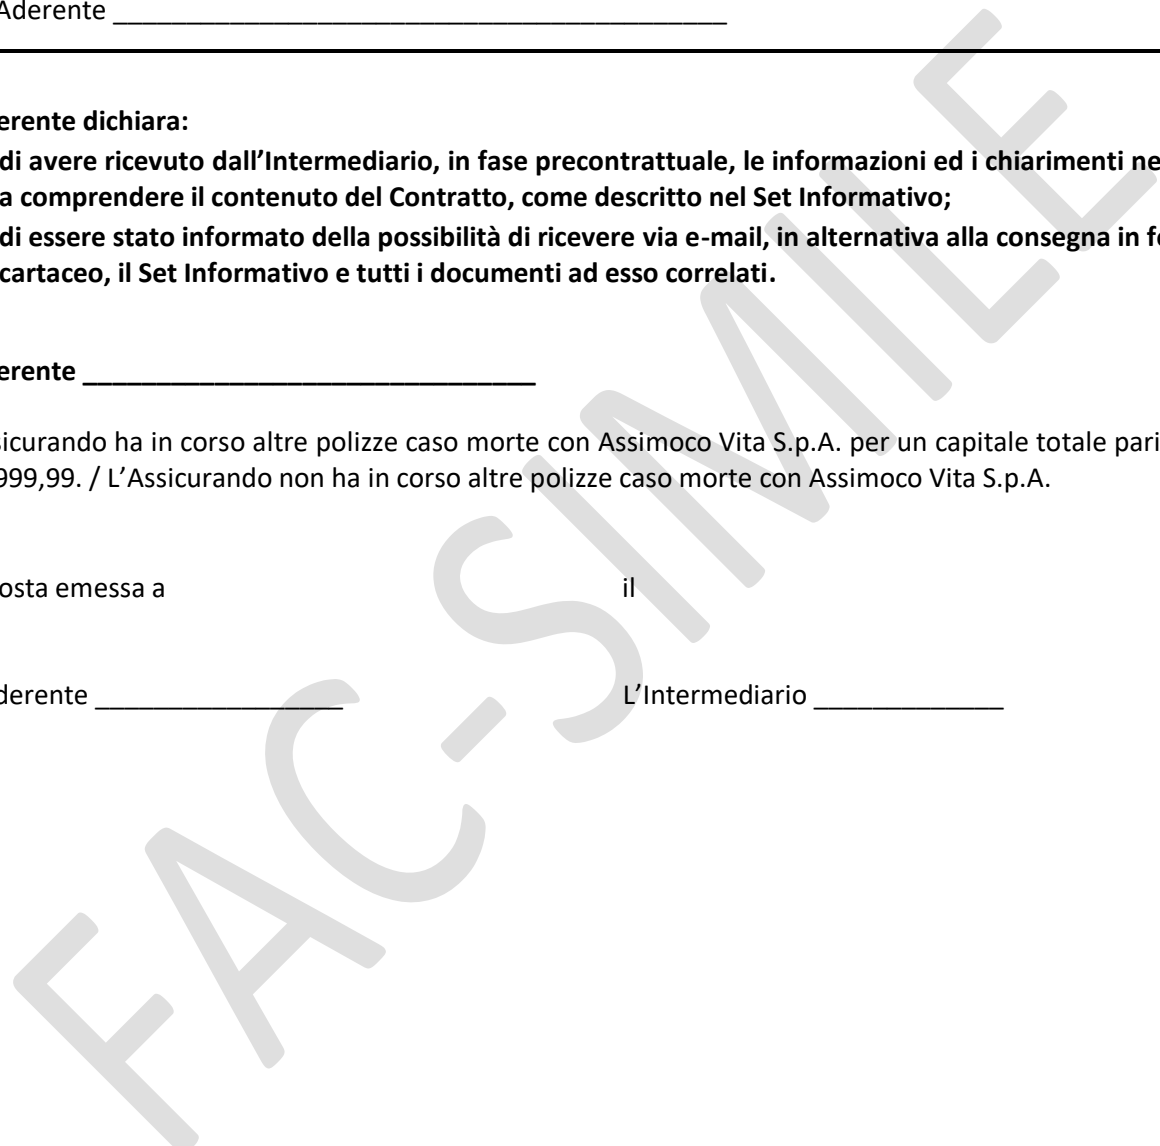 Aderente ___________________________________________
erente dichiara:
di avere ricevuto dall’Intermediario, in fase precontrattuale, le informazioni ed i chiarimenti ne
a comprendere il contenuto del Contratto, come descritto nel Set Informativo;
di essere stato informato della possibilità di ricevere via e-mail, in alternativa alla consegna in fo
cartaceo, il Set Informativo e tutti i documenti ad esso correlati.
erente ________________________________
sicurando ha in corso altre polizze caso morte con Assimoco Vita S.p.A. per un capitale totale pari
999,99. / L’Assicurando non ha in corso altre polizze caso morte con Assimoco Vita S.p.A.
osta emessa a il
derente _________________ L’Intermediario _____________
FAC-SIMILE